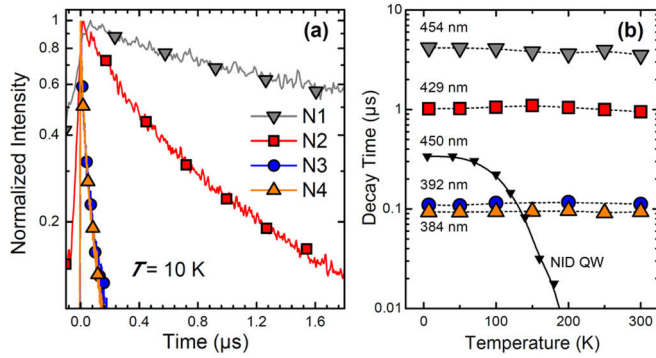 (a)
1
0.8
0.6
0.4
0.2
Normalized Intensity
N1
N2
N3
N4
T = 10 K
0.0 0.4 0.8 1.2 1.6
Time (µs)
(b)
10
1
0.1
0.01
Decay Time (µs)
454 nm
429 nm
450 nm
392 nm
384 nm
NID QW
0 100 200 300
Temperature (K)